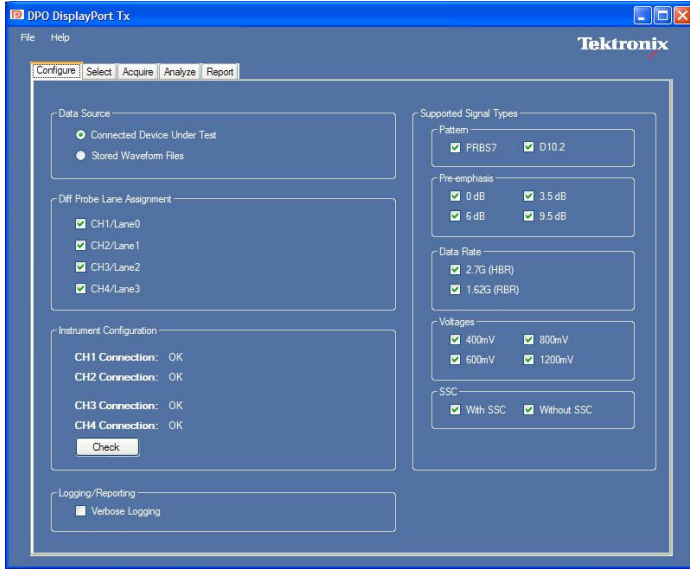 DPO DisplayPort Tx
File Help
Tektronix
Configure Select Acquire Analyze Report
Data Source
Connected Device Under Test
Stored Waveform Files
Diff Probe Lane Assignment
CH1/Lane0
CH2/Lane1
CH3/Lane2
CH4/Lane3
Instrument Configuration
CH1 Connection: OK
CH2 Connection: OK
CH3 Connection: OK
CH4 Connection: OK
Check
Logging/Reporting
Verbose Logging
Supported Signal Types
Pattern
PRBS7 D10.2
Pre-emphasis
0 dB 3.5 dB
6 dB 9.5 dB
Data Rate
2.7G (HBR)
1.62G (RBR)
Voltages
400mV 800mV
600mV 1200mV
SSC
With SSC Without SSC